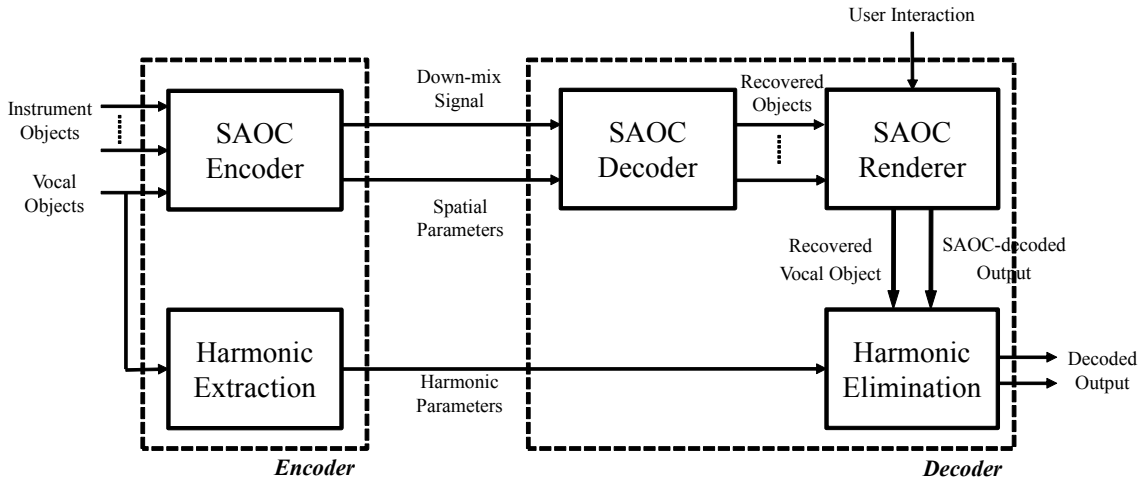 User Interaction
Instrument
Objects
Vocal
Objects
SAOC
Encoder
Down-mix
Signal
Spatial
Parameters
SAOC
Decoder
Recovered
Objects
SAOC
Renderer
Recovered
Vocal Object
SAOC-decoded
Output
Harmonic
Extraction
Harmonic
Parameters
Harmonic
Elimination
Decoded
Output
Encoder
Decoder